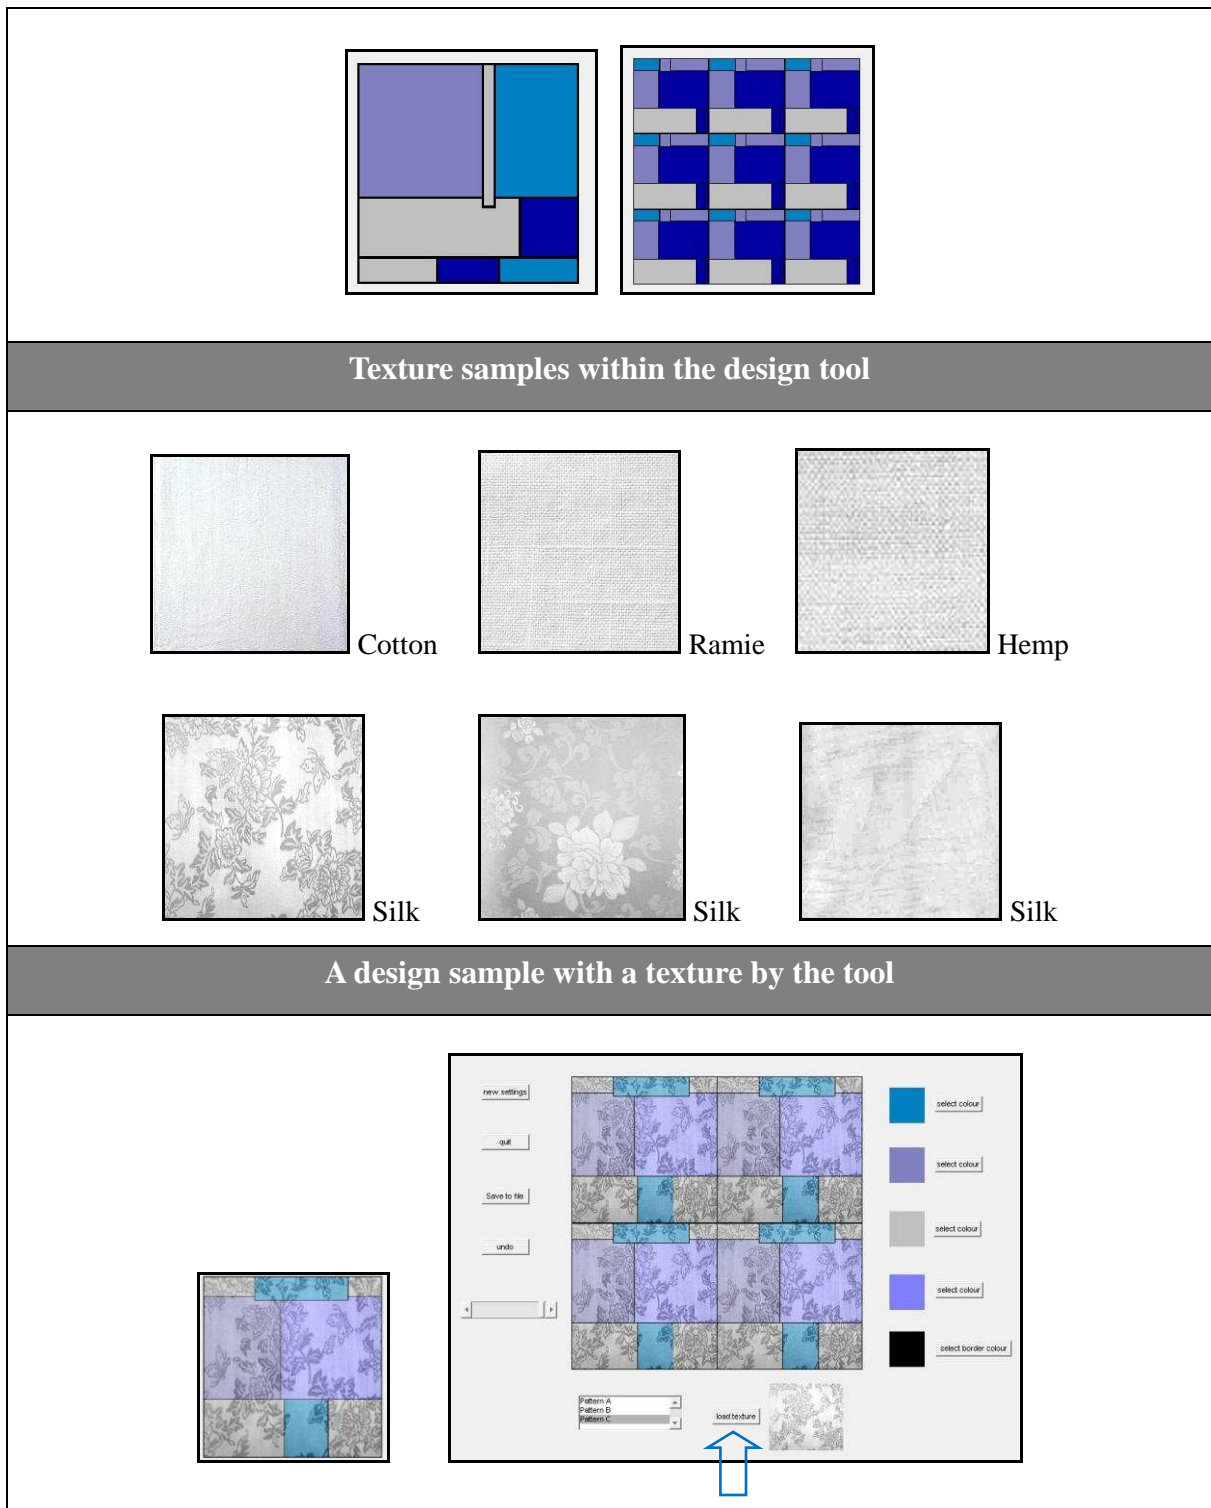 Texture samples within the design tool
Cotton
Ramie
Hemp
Silk
Silk
Silk
A design sample with a texture by the tool
new settings
quit
Save to file
undo
select colour
select colour
select colour
select colour
select border colour
Pattern A
Pattern B
Pattern C
load texture